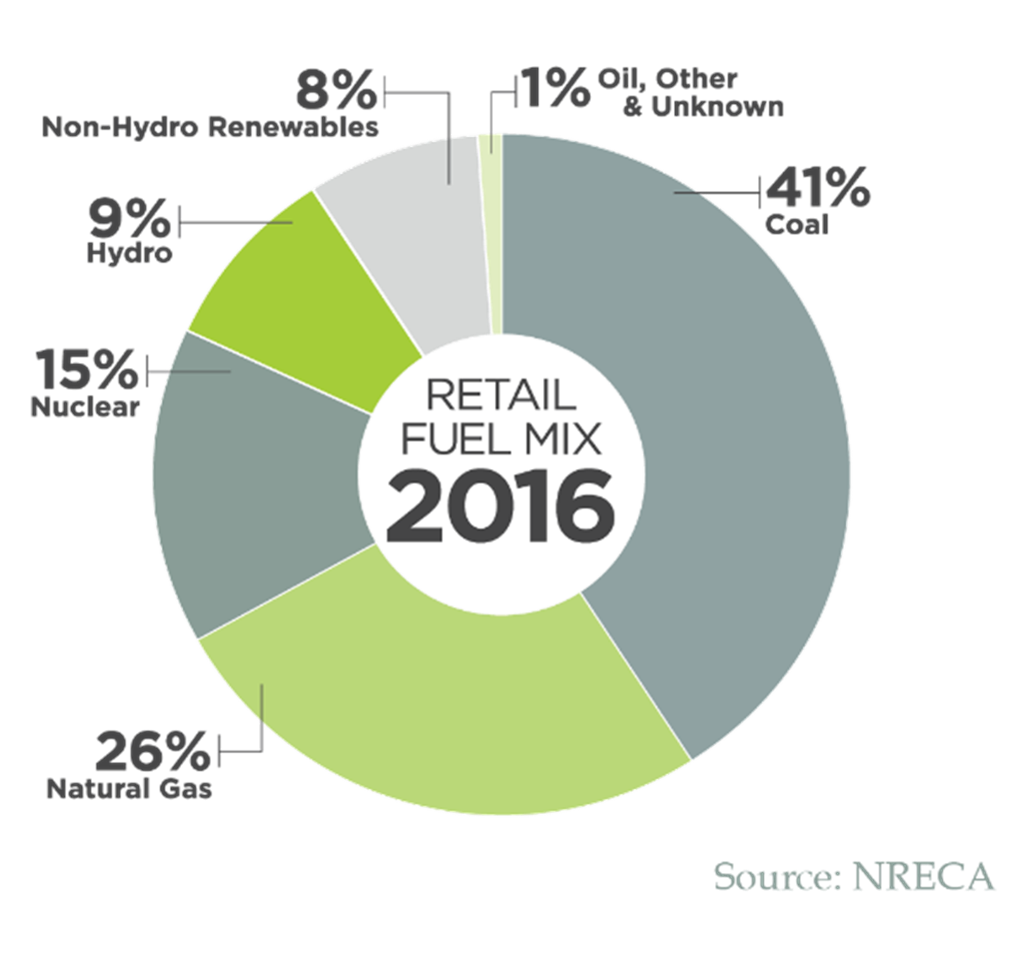 8%
Non-Hydro Renewables
1% Oil, Other
& Unknown
41%
Coal
9%
Hydro
15%
Nuclear
RETAIL
FUEL MIX
2016
26%
Natural Gas
Source: NRECA